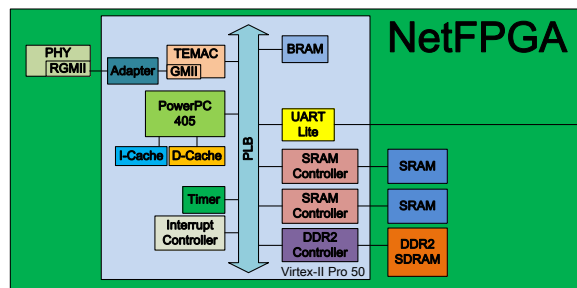 NetFPGA
PHY
RGMII
Adapter
TEMAC
GMII
BRAM
PowerPC
405
I-Cache
D-Cache
PLB
UART
Lite
SRAM
Controller
SRAM
Timer
SRAM
Controller
SRAM
Interrupt
Controller
DDR2
Controller
DDR2
SDRAM
Virtex-II Pro 50